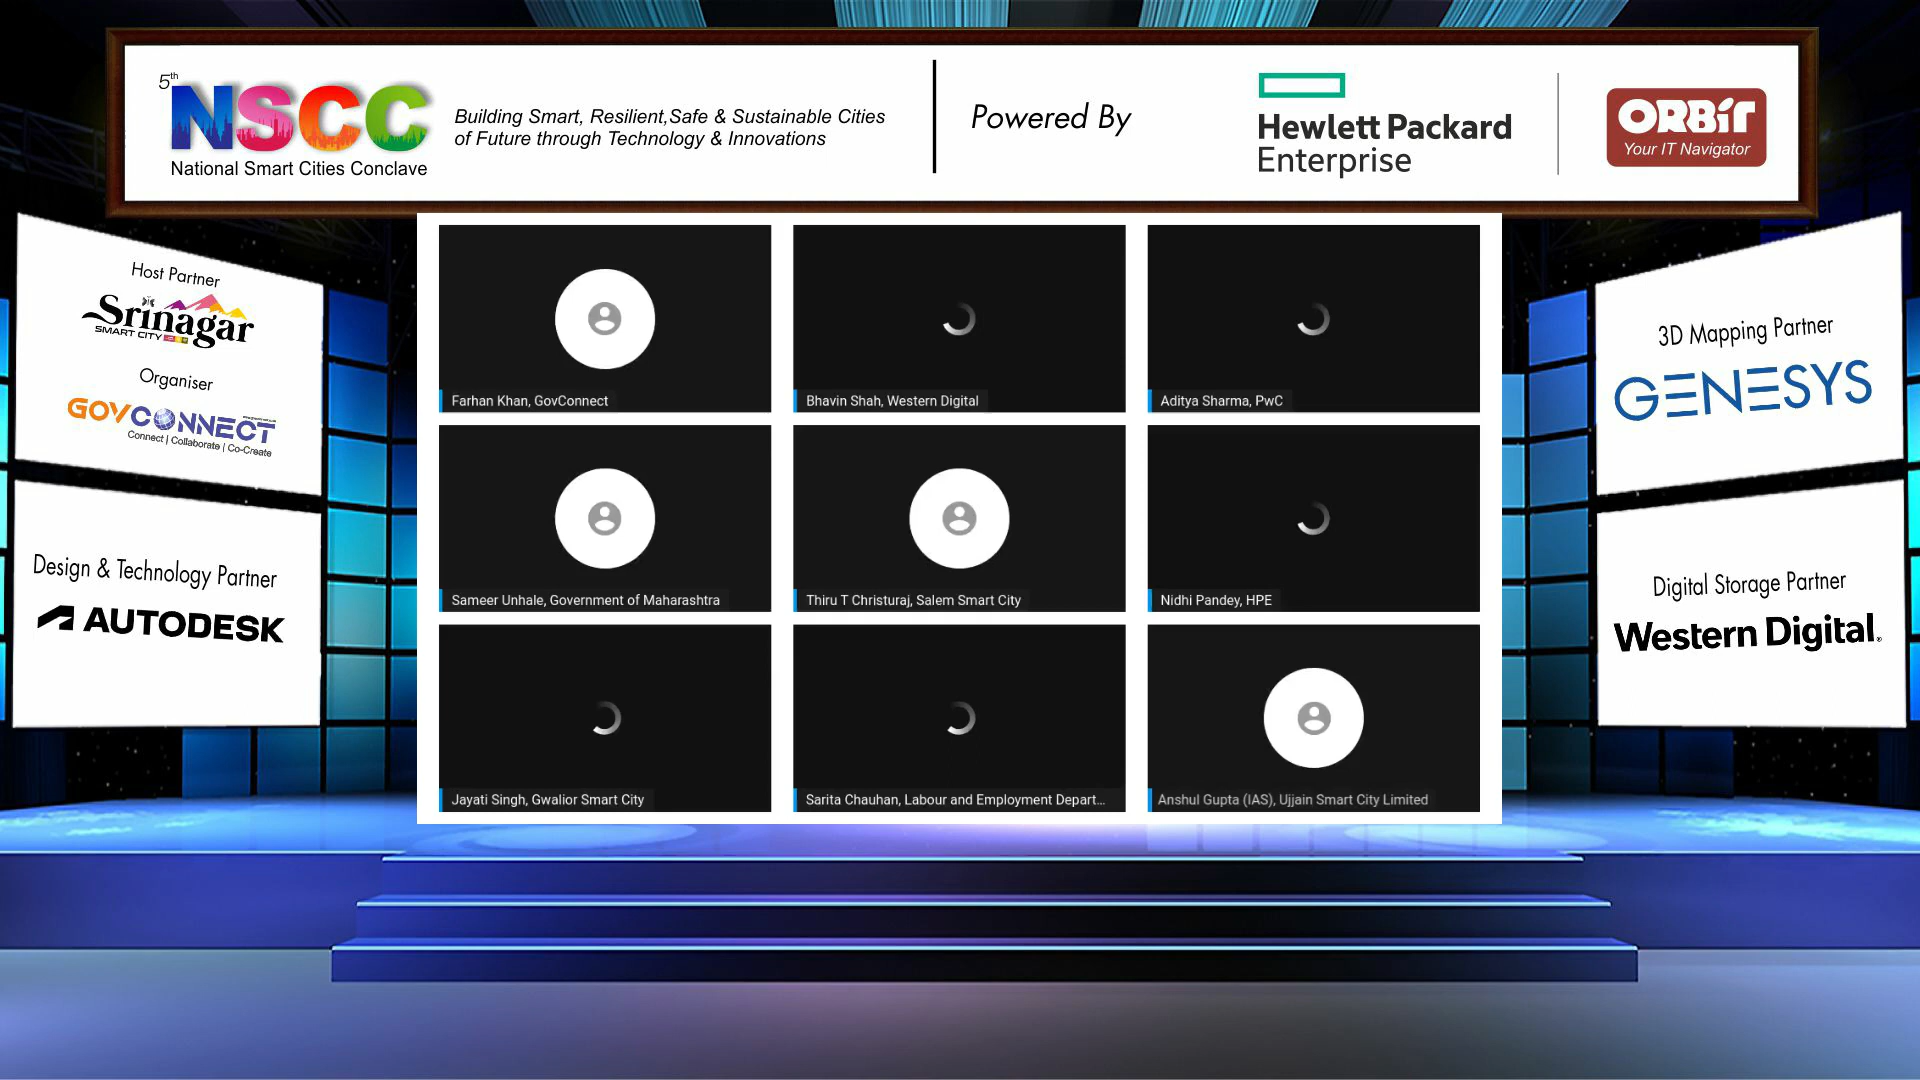 5th
NSCC
National Smart Cities Conclave
Building Smart, Resilient,Safe & Sustainable Cities
of Future through Technology & Innovations
Powered By
Hewlett Packard
Enterprise
ORBIT
Your IT Navigator
Host Partner
Srinagar
SMART CITY
Organiser
GOVCONNECT
Connect | Collaborate | Co-Create
Design & Technology Partner
AUTODESK
Farhan Khan, GovConnect
Bhavin Shah, Western Digital
Aditya Sharma, PwC
Sameer Unhale, Government of Maharashtra
Thiru T Christuraj, Salem Smart City
Nidhi Pandey, HPE
Jayati Singh, Gwalior Smart City
Sarita Chauhan, Labour and Employment Depart...
Anshul Gupta (IAS), Ujjain Smart City Limited
3D Mapping Partner
GENESYS
Digital Storage Partner
Western Digital.